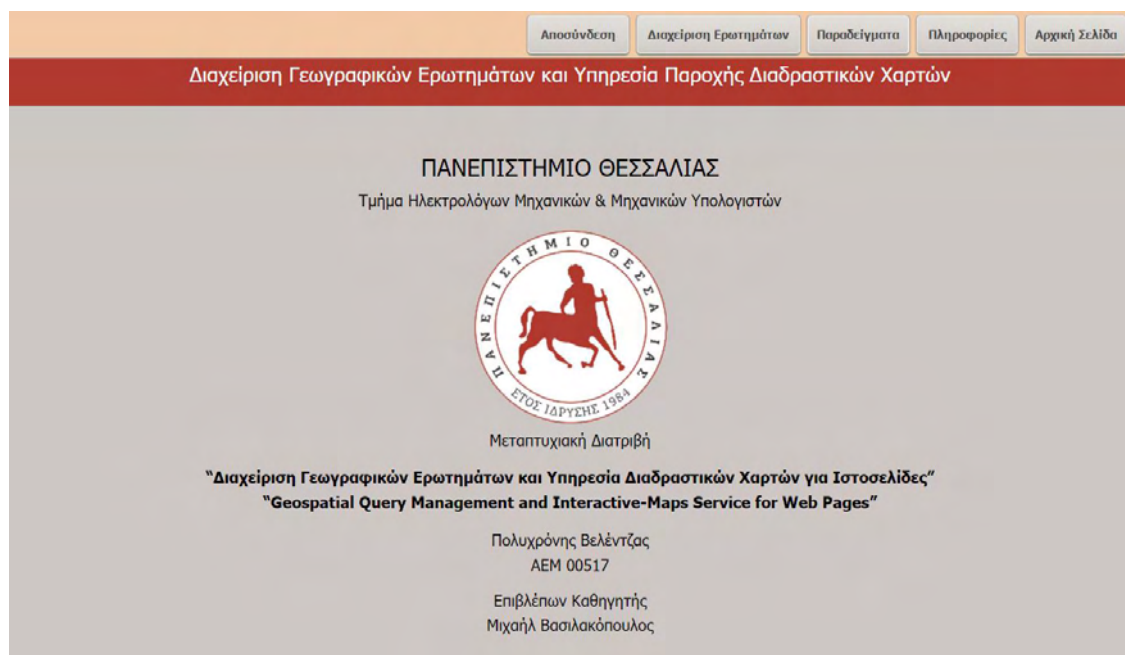 Αποσύνδεση
Διαχείριση Ερωτημάτων
Παραδείγματα
Πληροφορίες
Αρχική Σελίδα
Διαχείριση Γεωγραφικών Ερωτημάτων και Υπηρεσία Παροχής Διαδραστικών Χαρτών
ΠΑΝΕΠΙΣΤΗΜΙΟ ΘΕΣΣΑΛΙΑΣ
Τμήμα Ηλεκτρολόγων Μηχανικών & Μηχανικών Υπολογιστών
ΠΑΝΕΠΙΣΤΗΜΙΟ ΘΕΣΣΑΛΙΑΣ
ΕΤΟΣ ΙΔΡΥΣΗΣ 1984
Μεταπτυχιακή Διατριβή
“Διαχείριση Γεωγραφικών Ερωτημάτων και Υπηρεσία Διαδραστικών Χαρτών για Ιστοσελίδες”
“Geospatial Query Management and Interactive-Maps Service for Web Pages”
Πολυχρόνης Βελέντζας
ΑΕΜ 00517
Επιβλέπων Καθηγητής
Μιχαήλ Βασιλακόπουλος